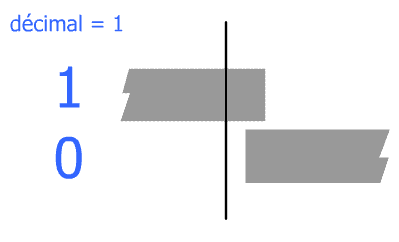 décimal = 1
1
0